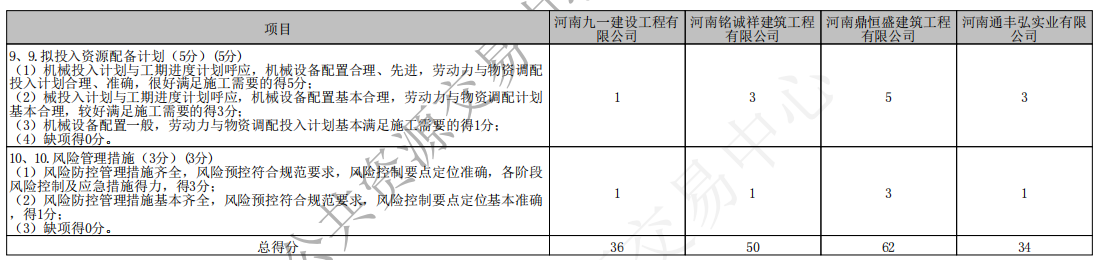 项目
河南九一建设工程有限公司
河南铭诚祥建筑工程有限公司
河南鼎恒盛建筑工程有限公司
河南通丰弘实业有限公司
9、9.拟投入资源配备计划（5分）(5分)
（1）机械投入计划与工期进度计划呼应，机械设备配置合理、先进，劳动力与物资调配
投入计划合理、准确，很好满足施工需要的得5分；
（2）械投入计划与工期进度计划呼应，机械设备配置基本合理，劳动力与物资调配计划
基本合理，较好满足施工需要的得3分；
（3）机械设备配置一般，劳动力与物资调配投入计划基本满足施工需要的得1分；
（4）缺项得0分。
1 3 5 3
10、10.风险管理措施（3分）(3分)
（1）风险防控管理措施齐全，风险预控符合规范要求，风险控制要点定位准确，各阶段
风险控制及应急措施得力，得3分；
（2）风险防控管理措施基本齐全，风险预控符合规范要求，风险控制要点定位基本准确
，得1分；
（3）缺项得0分。
1 1 3 1
总得分 36 50 62 34
公共资源交易中心
交易中心